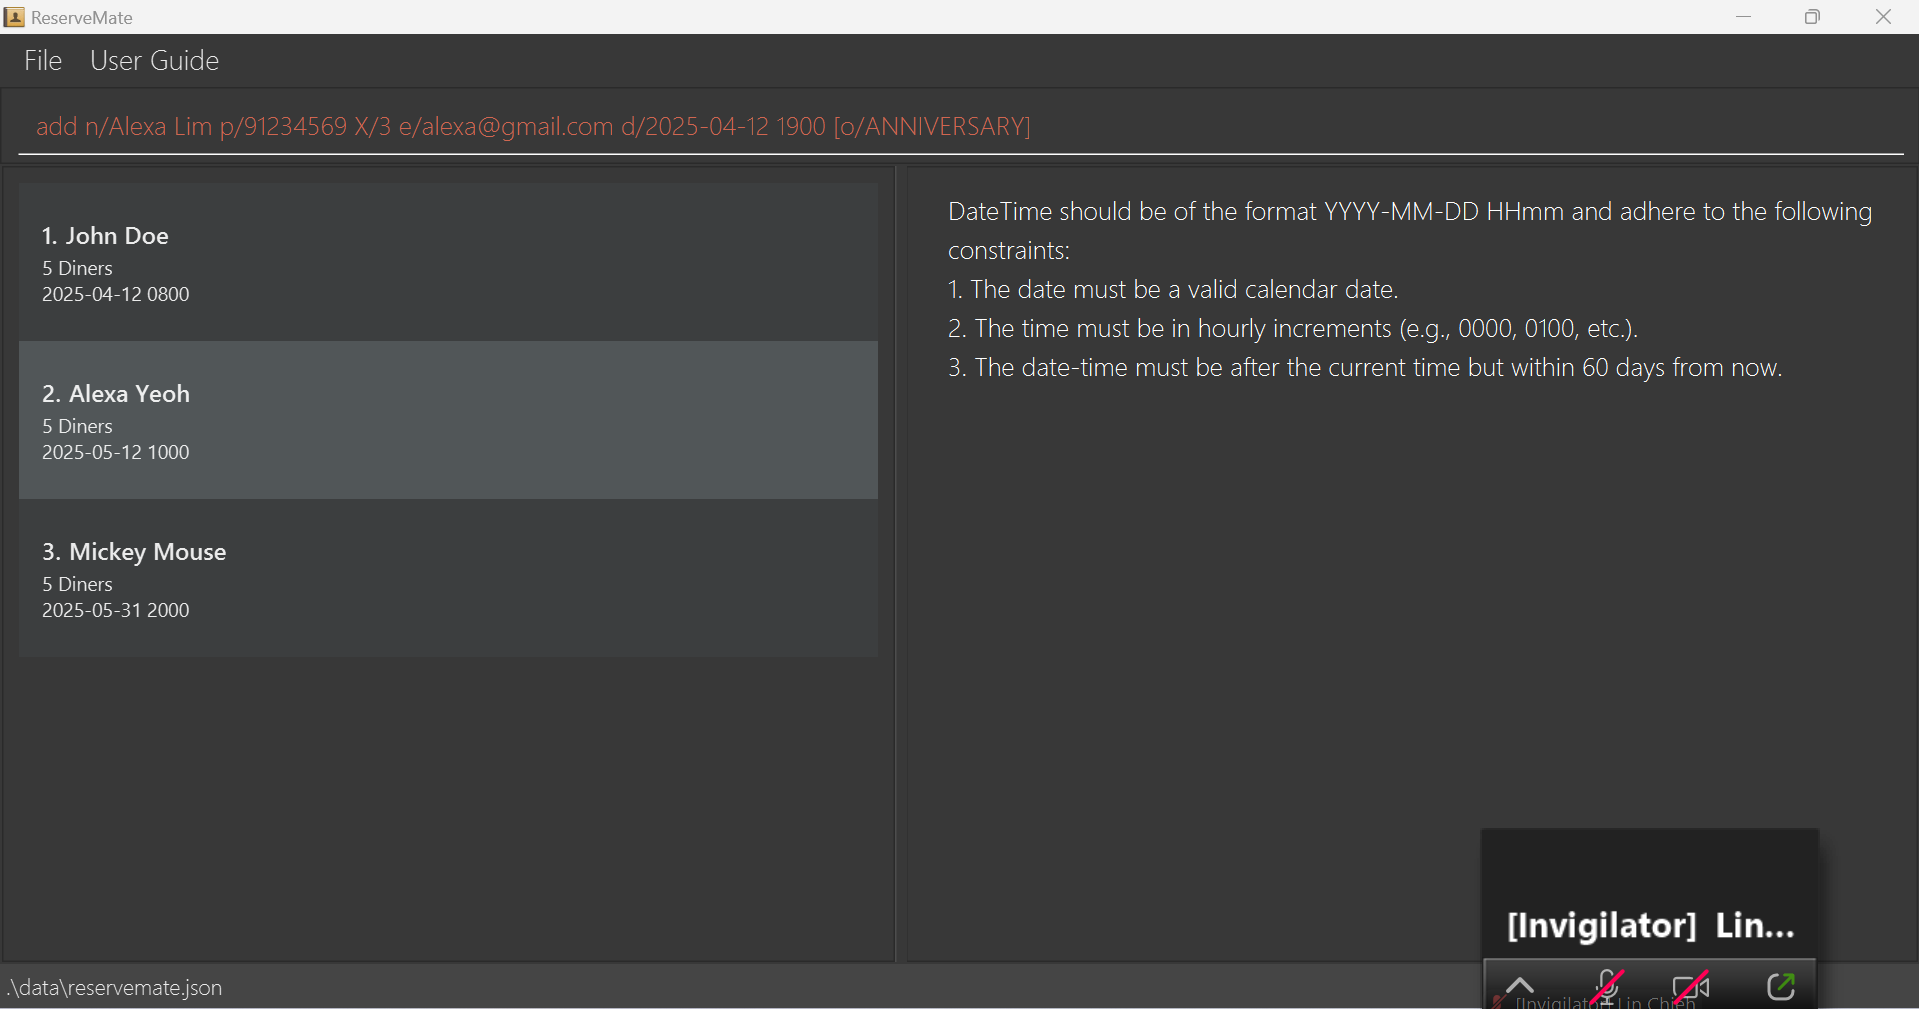 ReserveMate
File User Guide
add n/Alexa Lim p/91234569 X/3 e/alexa@gmail.com d/2025-04-12 1900 [o/ANNIVERSARY]
1. John Doe
5 Diners
2025-04-12 0800
2. Alexa Yeoh
5 Diners
2025-05-12 1000
3. Mickey Mouse
5 Diners
2025-05-31 2000
DateTime should be of the format YYYY-MM-DD HHmm and adhere to the following
constraints:
1. The date must be a valid calendar date.
2. The time must be in hourly increments (e.g., 0000, 0100, etc.).
3. The date-time must be after the current time but within 60 days from now.
[Invigilator] Lin...
[Invigilator] Lin Chieh
.\data\reservemate.json